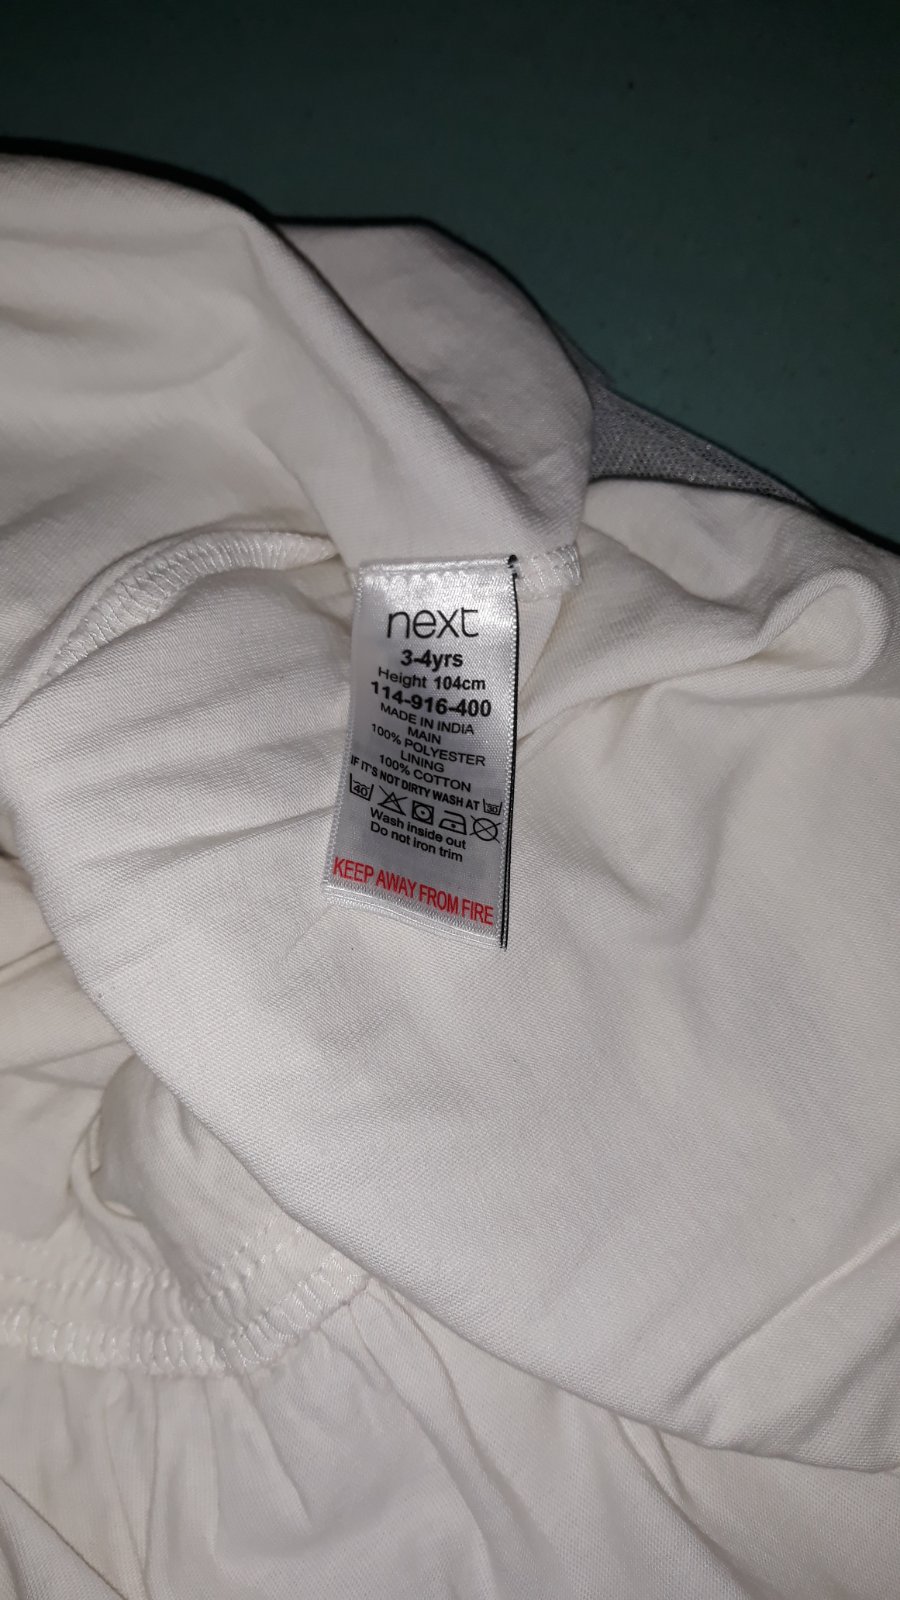 next
3-4yrs
Height 104cm
114-916-400
MADE IN INDIA
MAIN
100% POLYESTER
LINING
100% COTTON
IF IT'S NOT DIRTY WASH AT 30
40
Wash inside out
Do not iron trim
KEEP AWAY FROM FIRE